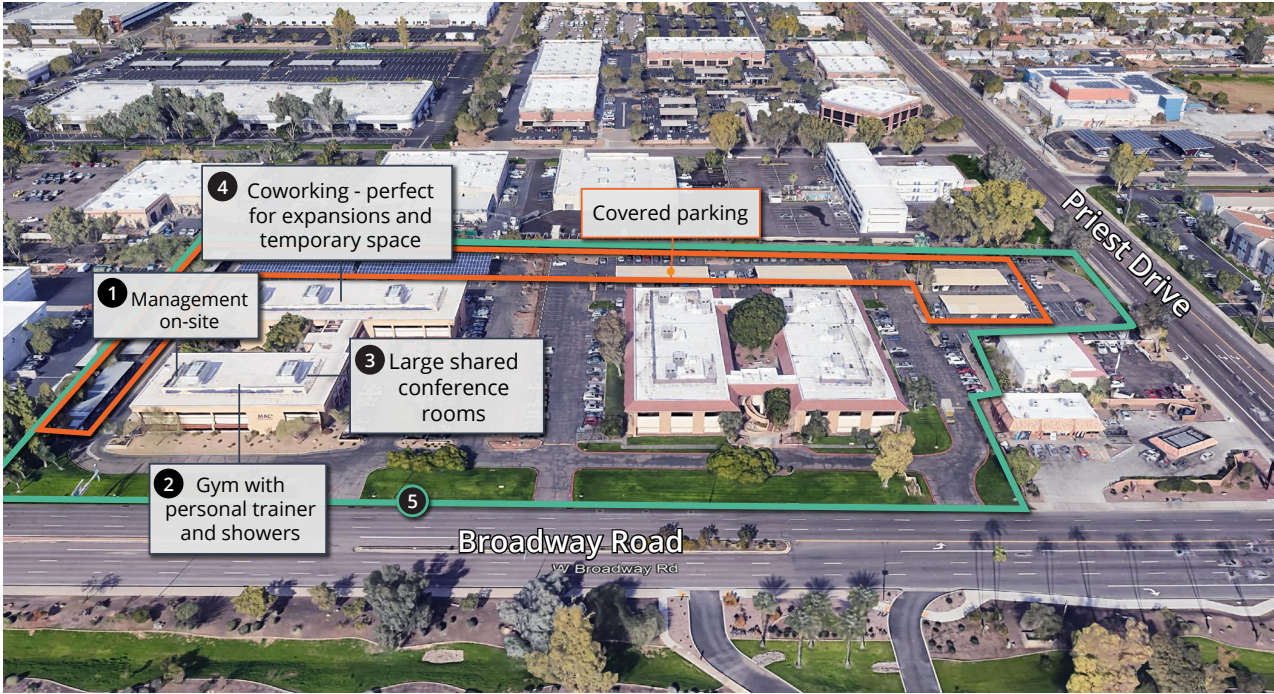 4
Coworking - perfect
for expansions and
temporary space
Covered parking
Priest Drive
1
Management
on-site
3
Large shared
conference
rooms
MAC6
2
Gym with
personal trainer
and showers
5
Broadway Road
W Broadway Rd